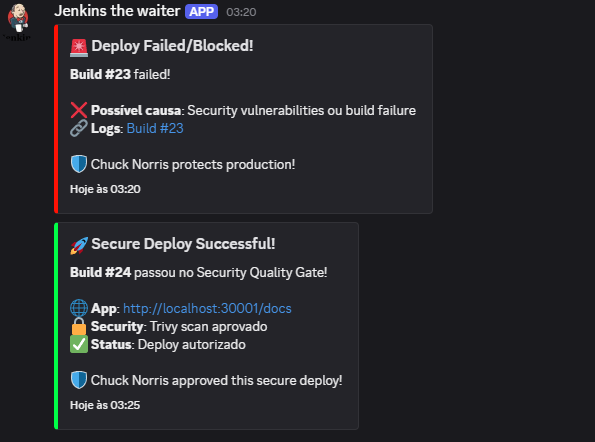 Jenkins the waiter APP 03:20
Deploy Failed/Blocked!
Build #23 failed!
Possível causa: Security vulnerabilities ou build failure
Logs: Build #23
Chuck Norris protects production!
Hoje às 03:20
Secure Deploy Successful!
Build #24 passou no Security Quality Gate!
App: http://localhost:30001/docs
Security: Trivy scan aprovado
Status: Deploy autorizado
Chuck Norris approved this secure deploy!
Hoje às 03:25